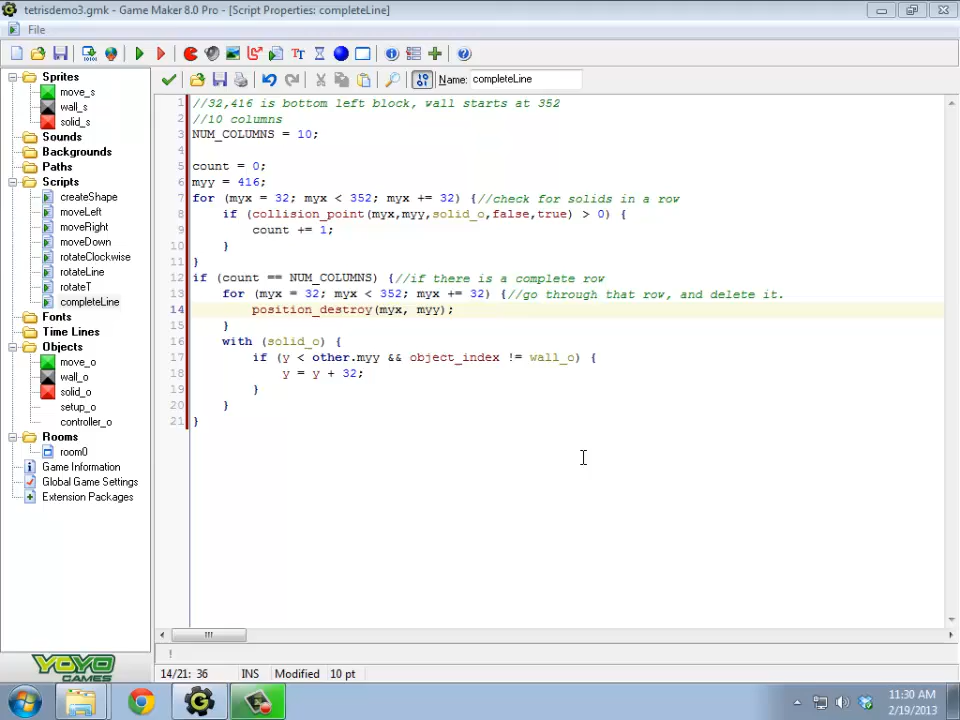 tetrisdemo3.gmk - Game Maker 8.0 Pro - [Script Properties: completeLine]
File
Name: completeLine
Sprites
move_s
wall_s
solid_s
Sounds
Backgrounds
Paths
Scripts
createShape
moveLeft
moveRight
moveDown
rotateClockwise
rotateLine
rotateT
completeLine
Fonts
Time Lines
Objects
move_o
wall_o
solid_o
setup_o
controller_o
Rooms
room0
Game Information
Global Game Settings
Extension Packages
YOYO
GAMES
1 //32,416 is bottom left block, wall starts at 352
2 //10 columns
3 NUM_COLUMNS = 10;
4
5 count = 0;
6 myy = 416;
7 for (myx = 32; myx < 352; myx += 32) {//check for solids in a row
8 if (collision_point(myx,myy,solid_o,false,true) > 0) {
9 count += 1;
10 }
11 }
12 if (count == NUM_COLUMNS) {//if there is a complete row
13 for (myx = 32; myx < 352; myx += 32) {//go through that row, and delete it.
14 position_destroy(myx, myy);
15 }
16 with (solid_o) {
17 if (y < other.myy && object_index != wall_o) {
18 y = y + 32;
19 }
20 }
21 }
14/21: 36 INS Modified 10 pt
11:30 AM
2/19/2013